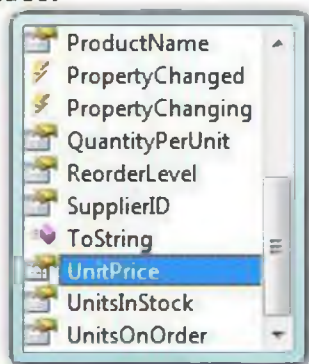 ProductName
PropertyChanged
PropertyChanging
QuantityPerUnit
ReorderLevel
SupplierID
ToString
UnitPrice
UnitsInStock
UnitsOnOrder